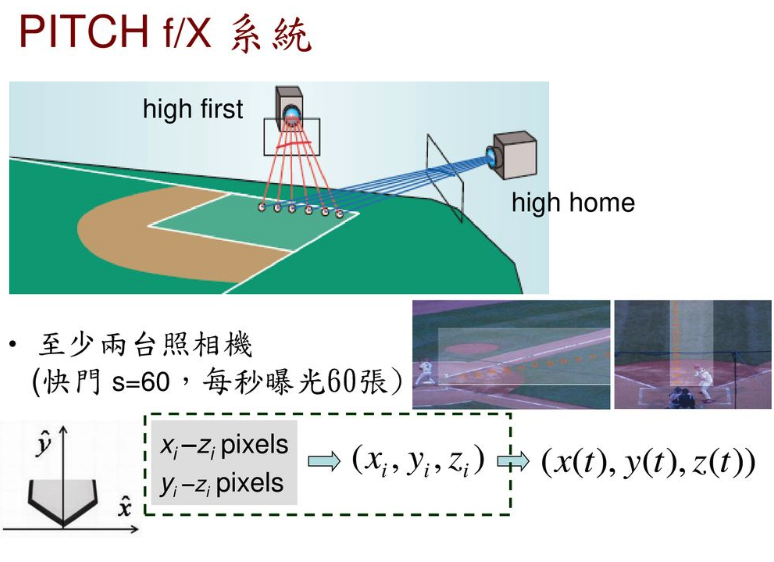 PITCH f/X 系統
high first
high home
• 至少兩台照相機
(快門 s=60，每秒曝光60張）
xᵢ–zᵢ pixels
yᵢ–zᵢ pixels
(xᵢ, yᵢ, zᵢ)
(x(t), y(t), z(t))
ŷ
x̂